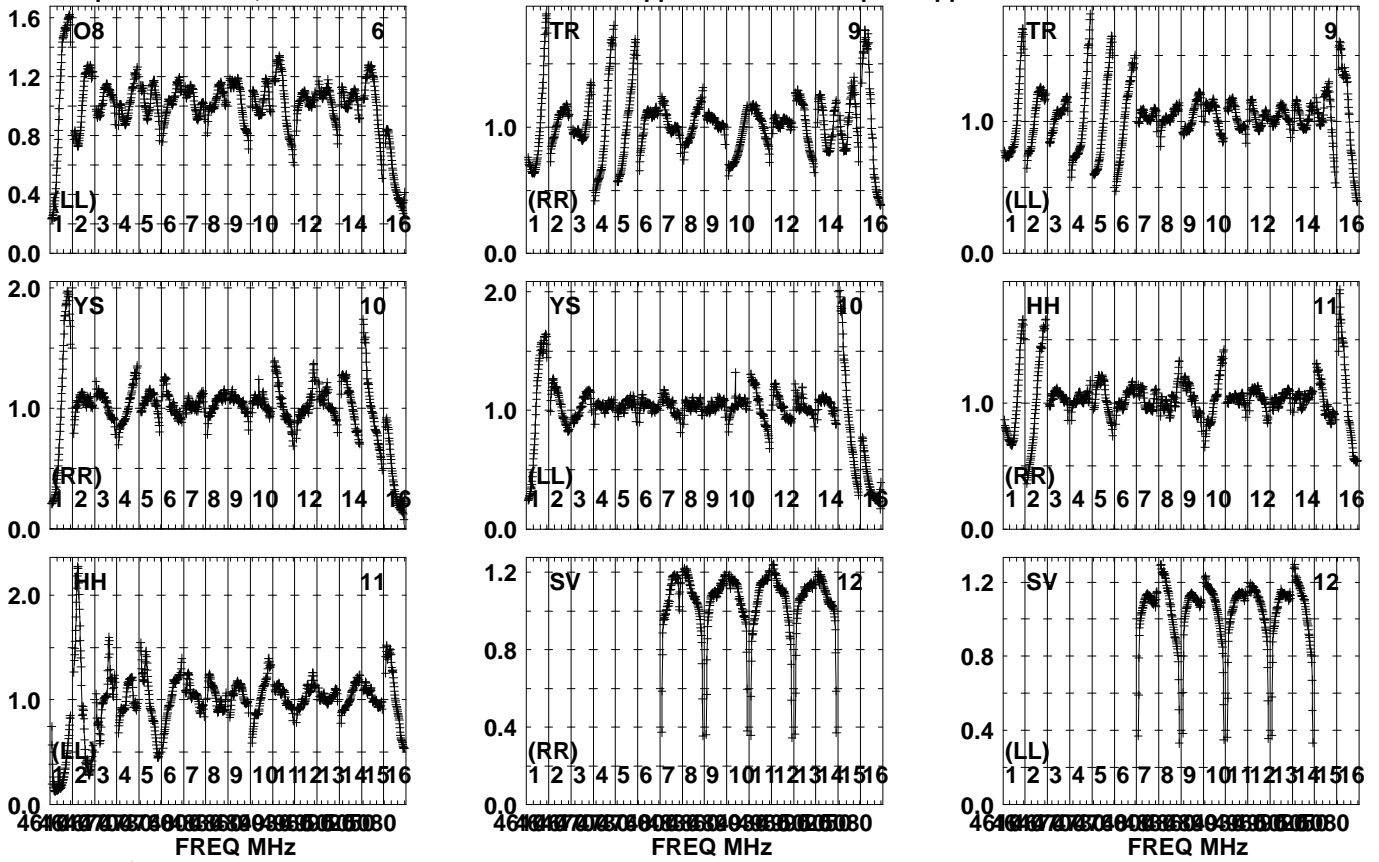 1.6 O8 6 TR 9 TR 9
1.2
0.8 1.0 1.0
0.4 (LL) (RR) (LL)
1 2 3 4 5 6 7 8 9 10 12 14 16 1 2 3 4 5 6 7 8 9 10 12 14 16 1 2 3 4 5 6 7 8 9 10 12 14 16
0.0 0.0 0.0
2.0 YS 10 2.0 YS 10 HH 11
1.0 1.0 1.0
(RR) (LL) (RR)
1 2 3 4 5 6 7 8 9 10 12 14 16 1 2 3 4 5 6 7 8 9 10 12 14 16 1 2 3 4 5 6 7 8 9 10 12 14 16
0.0 0.0 0.0
HH 11 1.2 SV 12 1.2 SV 12
2.0
0.8 0.8
1.0
0.4 0.4
(LL) (RR) (LL)
1 2 3 4 5 6 7 8 9 10 11 12 13 14 15 16 1 2 3 4 5 6 7 8 9 10 11 12 13 14 15 16 1 2 3 4 5 6 7 8 9 10 11 12 13 14 15 16
0.0 0.0 0.0
FREQ MHz FREQ MHz FREQ MHz